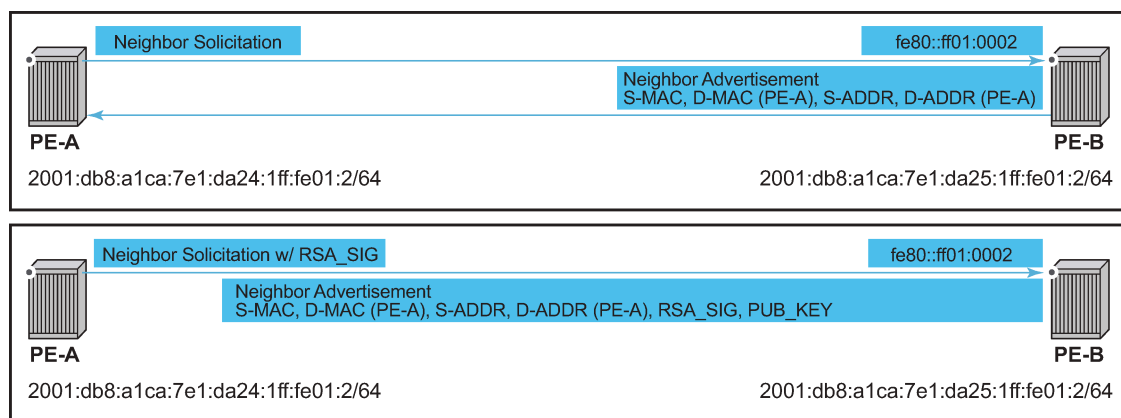 Neighbor Solicitation
fe80::ff01:0002
Neighbor Advertisement
S-MAC, D-MAC (PE-A), S-ADDR, D-ADDR (PE-A)
PE-A
PE-B
2001:db8:a1ca:7e1:da24:1ff:fe01:2/64
2001:db8:a1ca:7e1:da25:1ff:fe01:2/64
Neighbor Solicitation w/ RSA_SIG
fe80::ff01:0002
Neighbor Advertisement
S-MAC, D-MAC (PE-A), S-ADDR, D-ADDR (PE-A), RSA_SIG, PUB_KEY
PE-A
PE-B
2001:db8:a1ca:7e1:da24:1ff:fe01:2/64
2001:db8:a1ca:7e1:da25:1ff:fe01:2/64